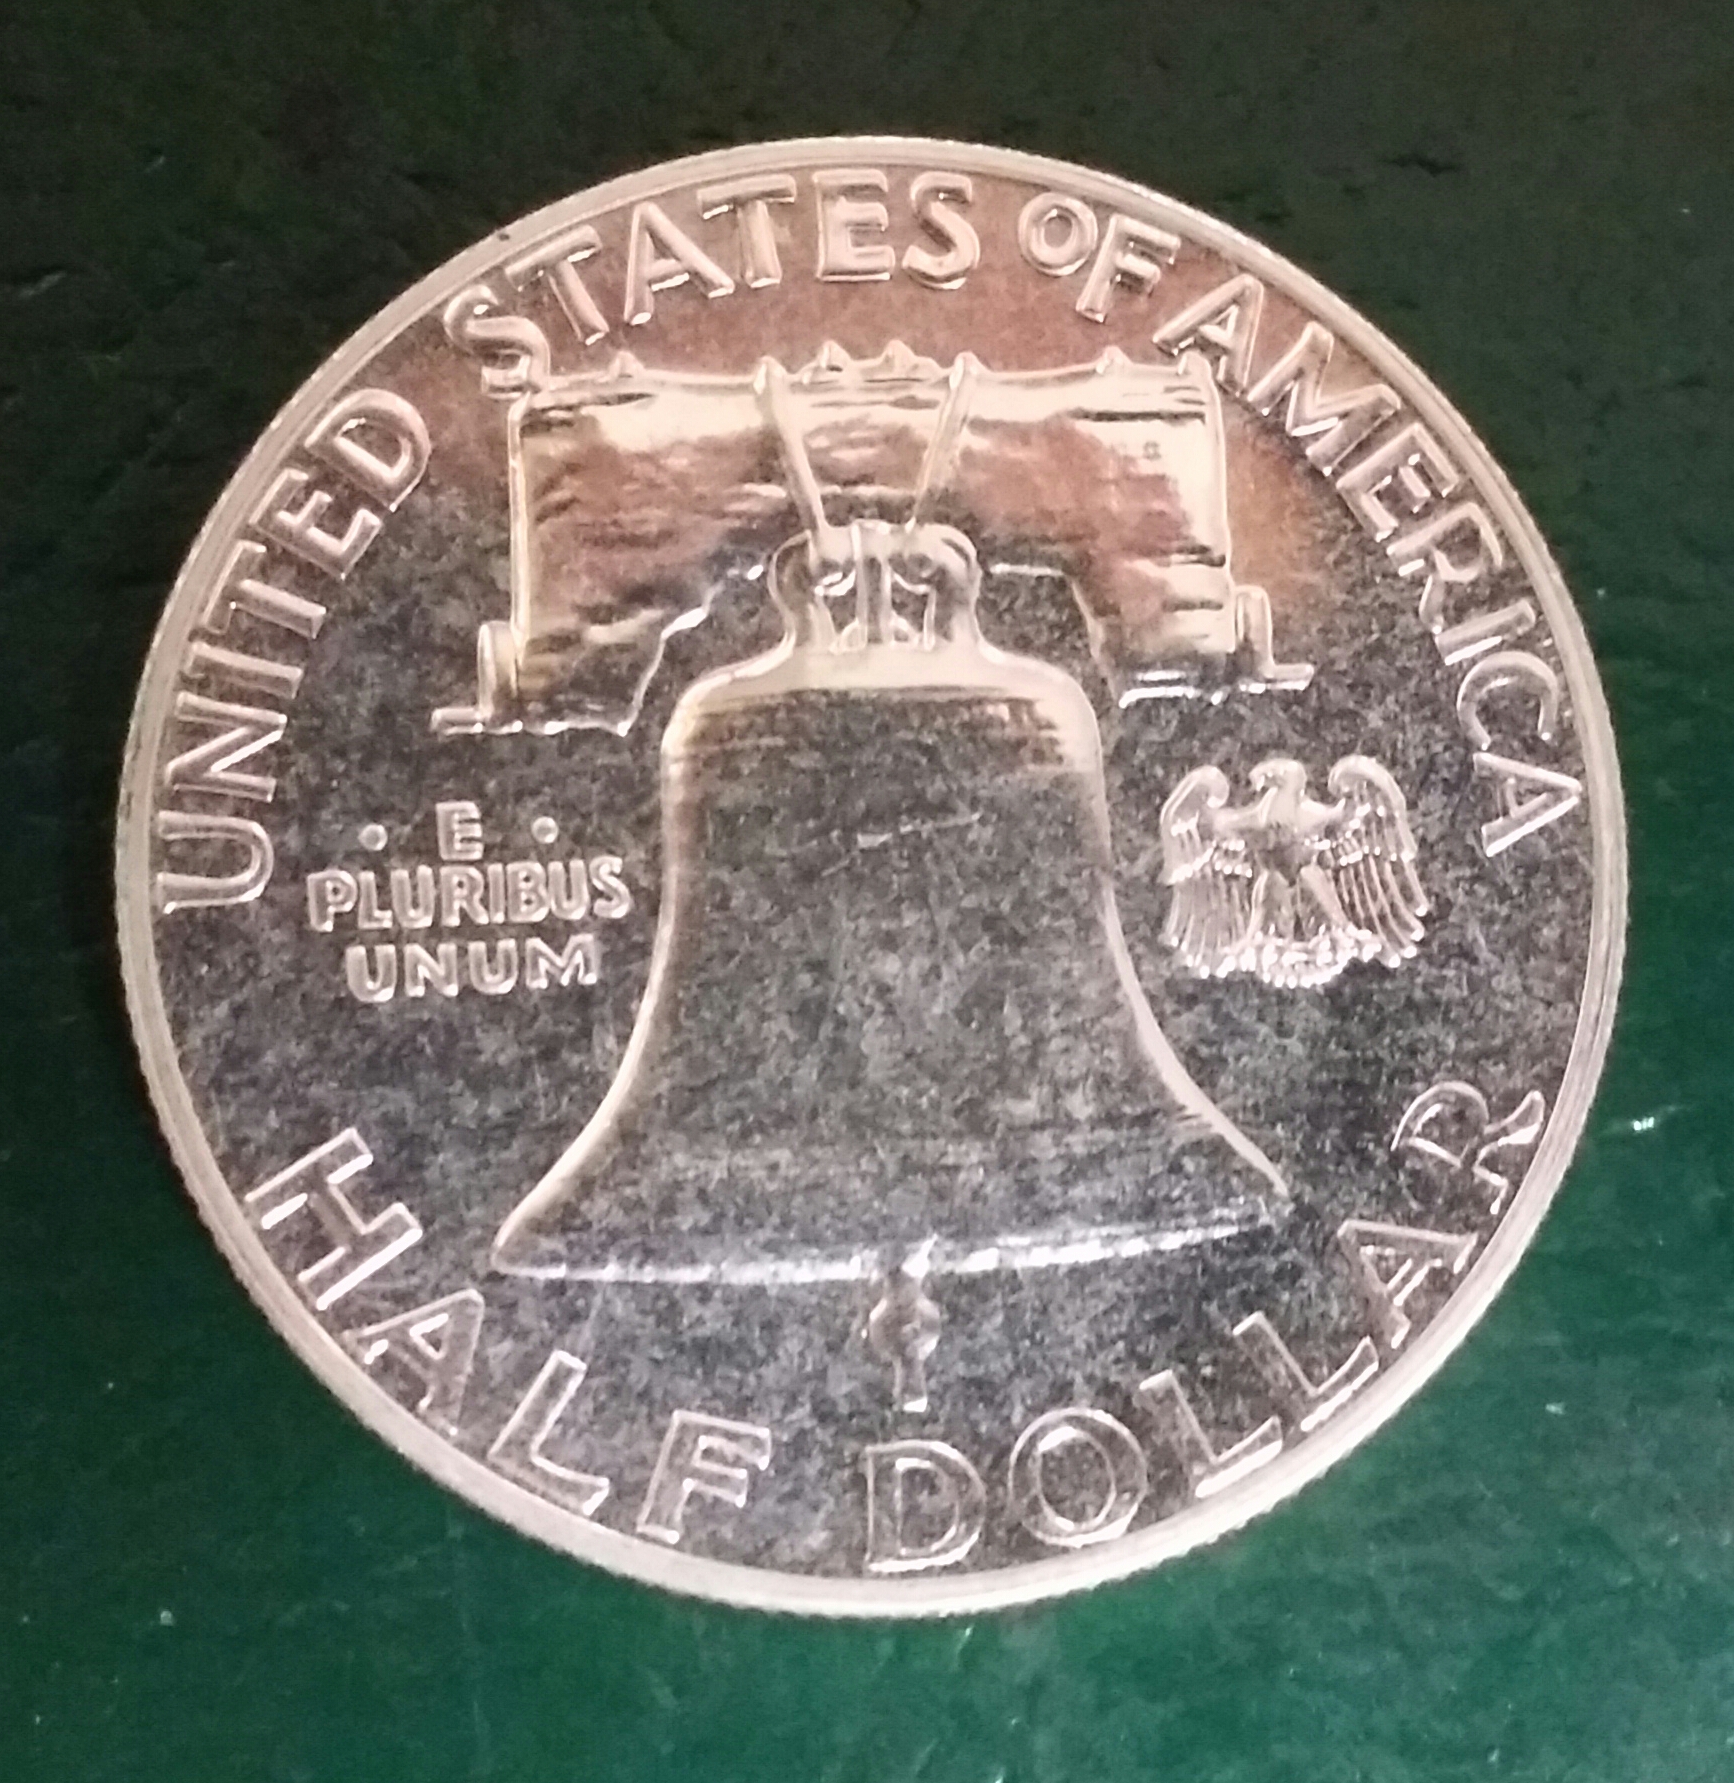 UNITED STATES OF AMERICA
· E ·
PLURIBUS
UNUM
HALF DOLLAR